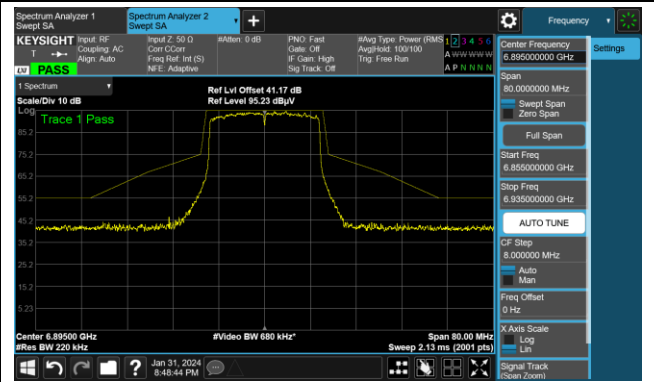 Spectrum Analyzer 1
Swept SA
Spectrum Analyzer 2
Swept SA
Frequency
KEYSIGHT
Input: RF
Coupling: AC
Align: Auto
Input Z: 50 Ω
Corr CCorr
Freq Ref: Int (S)
NFE: Adaptive
#Atten: 0 dB
PNO: Fast
Gate: Off
IF Gain: High
Sig Track: Off
#Avg Type: Power (RMS
Avg|Hold: 100/100
Trig: Free Run
1 2 3 4 5 6
A W W W W W
A P N N N N
T
LXI
PASS
1 Spectrum
Scale/Div 10 dB
Ref Lvl Offset 41.17 dB
Ref Level 95.23 dBµV
Log
Trace 1 Pass
85.2
75.2
65.2
55.2
45.2
35.2
25.2
15.2
5.23
Center 6.89500 GHz
#Res BW 220 kHz
#Video BW 680 kHz*
Span 80.00 MHz
Sweep 2.13 ms (2001 pts)
Center Frequency
6.895000000 GHz
Settings
Span
80.0000000 MHz
Swept Span
Zero Span
Full Span
Start Freq
6.855000000 GHz
Stop Freq
6.935000000 GHz
AUTO TUNE
CF Step
8.000000 MHz
Auto
Man
Freq Offset
0 Hz
X Axis Scale
Log
Lin
Signal Track
(Span Zoom)
Jan 31, 2024
8:48:44 PM